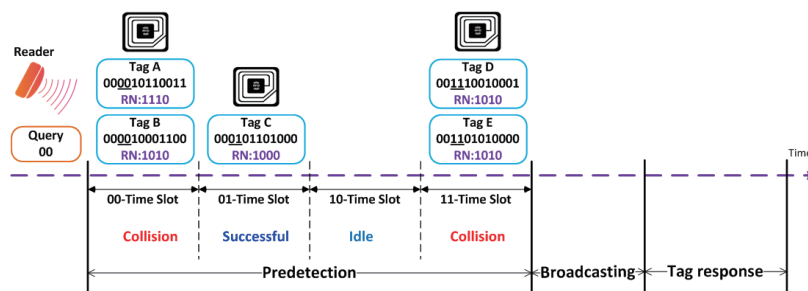 Reader
Query
00
Tag A
000010110011
RN:1110
Tag B
000010001100
RN:1010
Tag C
000101101000
RN:1000
Tag D
001110010001
RN:1010
Tag E
001101010000
RN:1010
Time
00-Time Slot
01-Time Slot
10-Time Slot
11-Time Slot
Collision
Successful
Idle
Collision
Predetection
Broadcasting
Tag response